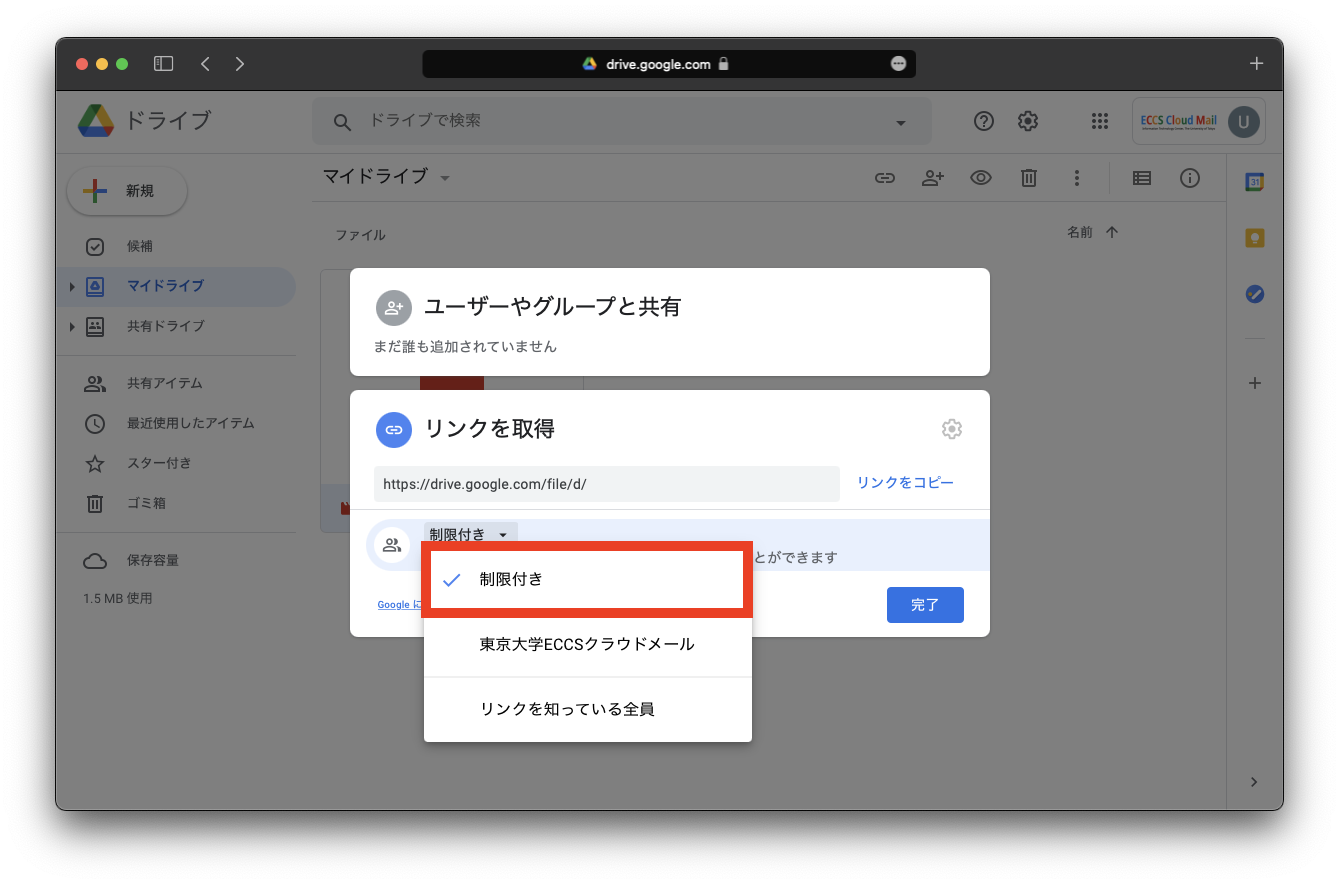 drive.google.com
ドライブ
ドライブで検索
ECCS Cloud Mail
U
新規
マイドライブ
31
候補
ファイル
名前
マイドライブ
共有ドライブ
ユーザーやグループと共有
まだ誰も追加されていません
共有アイテム
最近使用したアイテム
スター付き
ゴミ箱
リンクを取得
https://drive.google.com/file/d/
リンクをコピー
制限付き
とができます
保存容量
1.5 MB 使用
制限付き
Google に
完了
東京大学ECCSクラウドメール
リンクを知っている全員